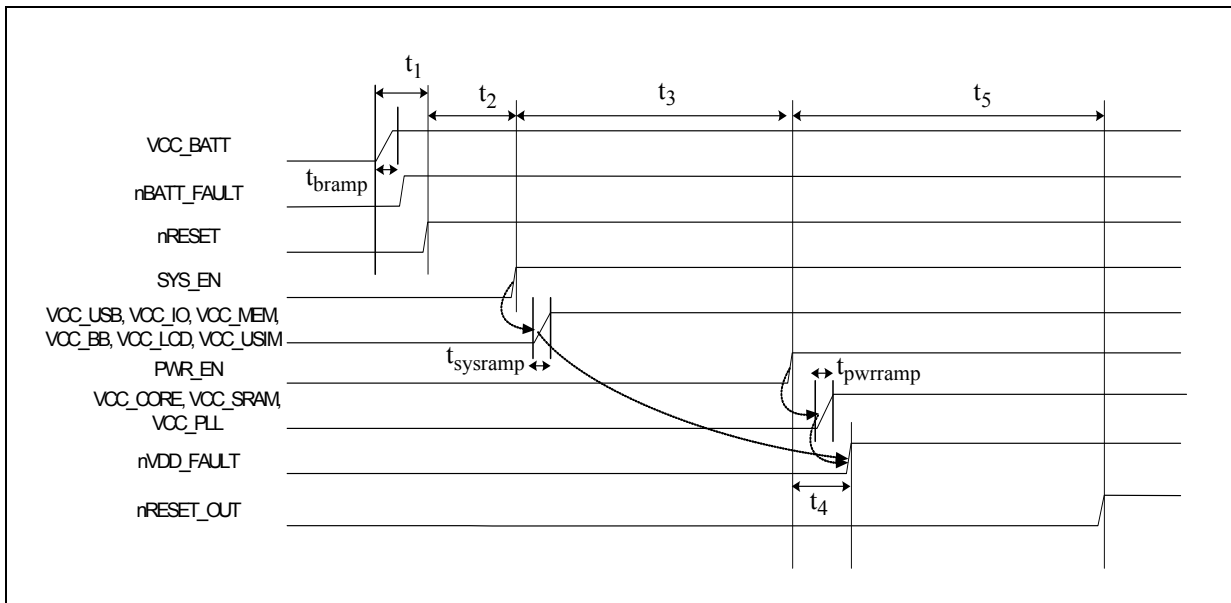 t1
t2
t3
t5
VCC_BATT
tbramp
nBATT_FAULT
nRESET
SYS_EN
VCC_USB, VCC_IO, VCC_MEM,
VCC_BB, VCC_LCD, VCC_USIM
tsysramp
PWR_EN
tpwrramp
VCC_CORE, VCC_SRAM,
VCC_PLL
nVDD_FAULT
t4
nRESET_OUT